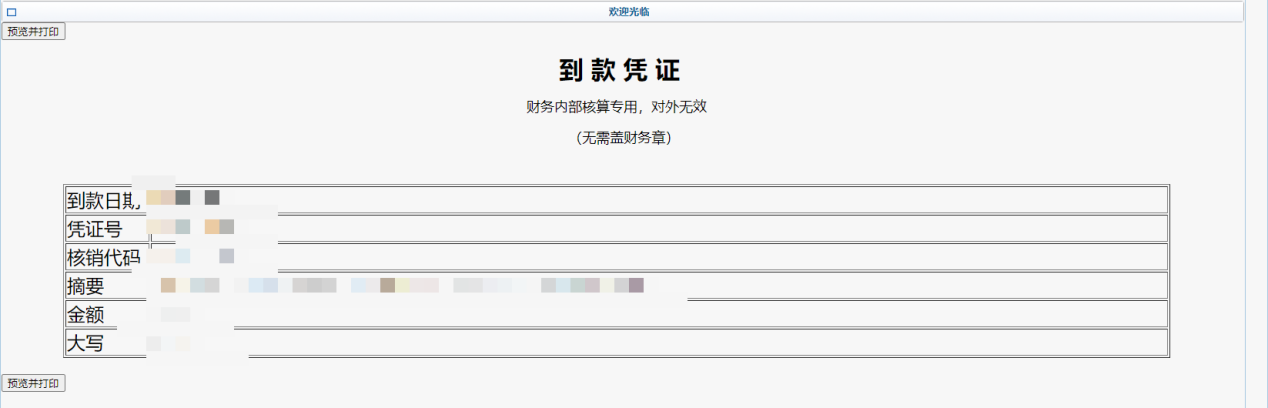 欢迎光临
预览并打印
到 款 凭 证
财务内部核算专用，对外无效
（无需盖财务章）
到款日期
凭证号
核销代码
摘要
金额
大写
预览并打印